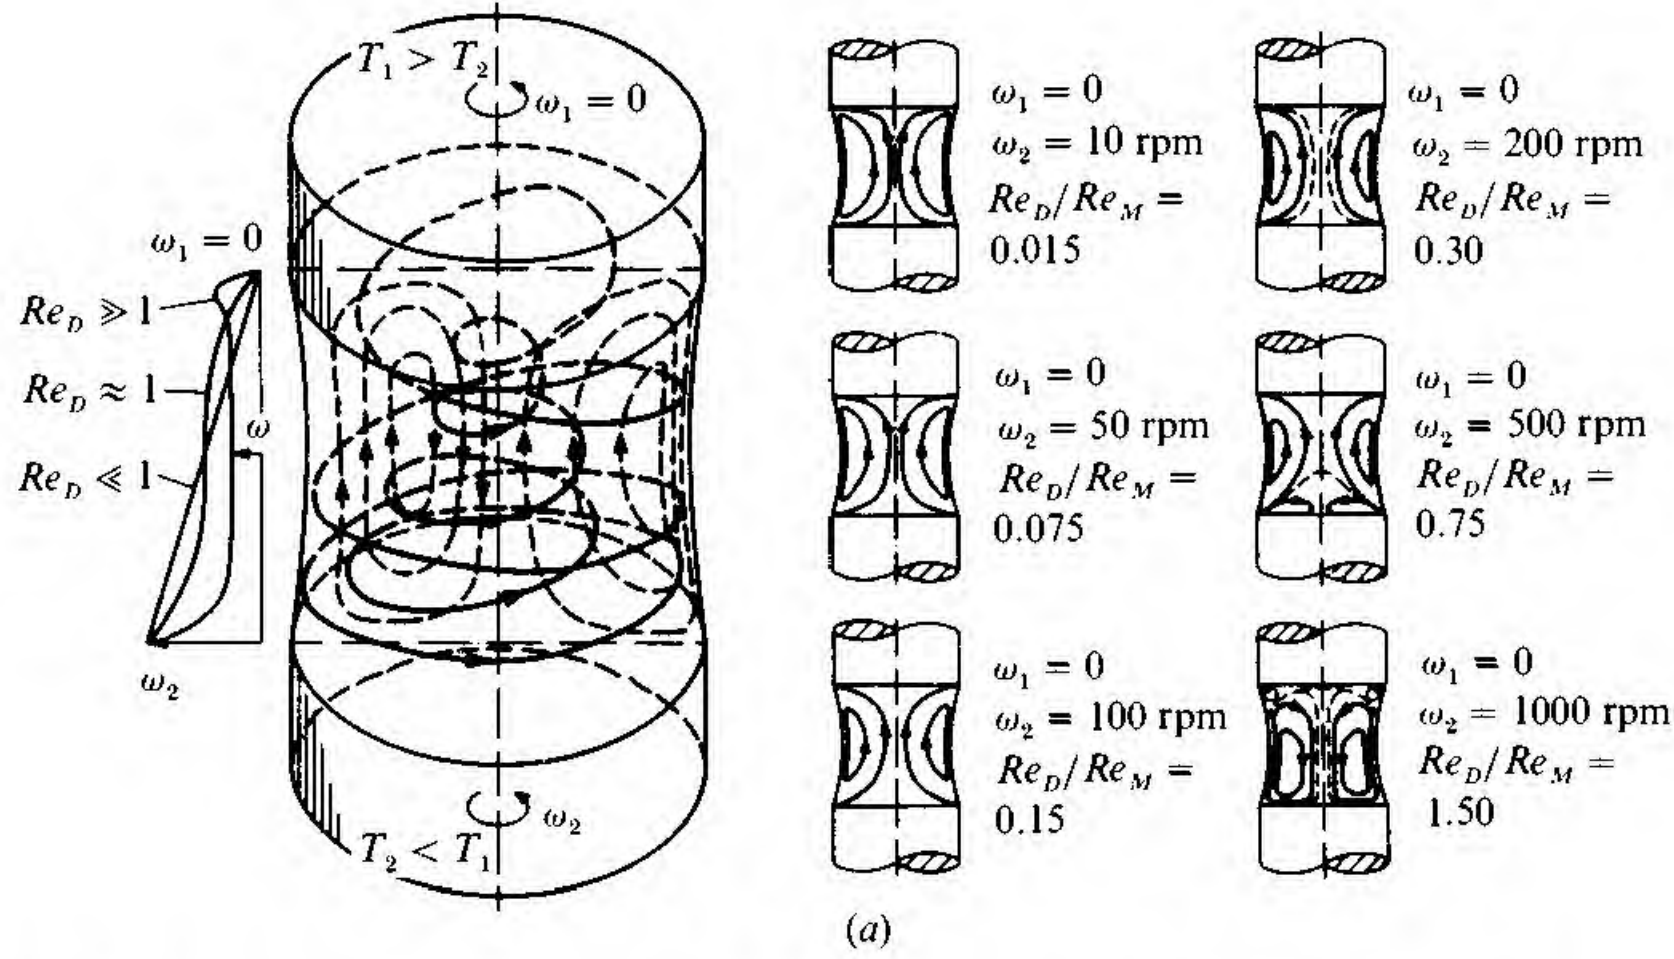 T₁ > T₂
ω₁ = 0
ω₁ = 0
Re_D ≫ 1
Re_D ≈ 1
ω
Re_D ≪ 1
ω₂
ω₂
T₂ < T₁
ω₁ = 0
ω₂ = 10 rpm
Re_D/Re_M =
0.015
ω₁ = 0
ω₂ = 200 rpm
Re_D/Re_M =
0.30
ω₁ = 0
ω₂ = 50 rpm
Re_D/Re_M =
0.075
ω₁ = 0
ω₂ = 500 rpm
Re_D/Re_M =
0.75
ω₁ = 0
ω₂ = 100 rpm
Re_D/Re_M =
0.15
ω₁ = 0
ω₂ = 1000 rpm
Re_D/Re_M =
1.50
(a)